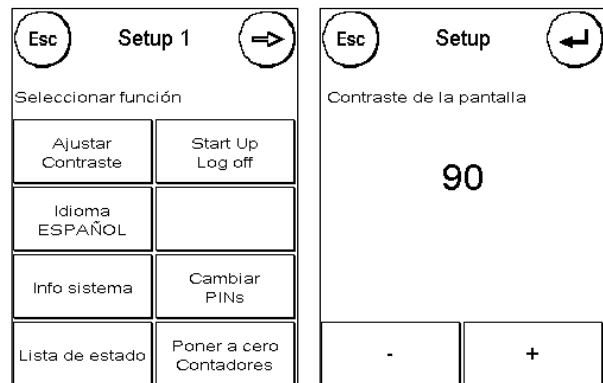 Esc
Setup 1
Seleccionar función
Ajustar
Contraste
Start Up
Log off
Idioma
ESPAÑOL
Info sistema
Cambiar
PINs
Lista de estado
Poner a cero
Contadores
Esc
Setup
Contraste de la pantalla
90
-
+